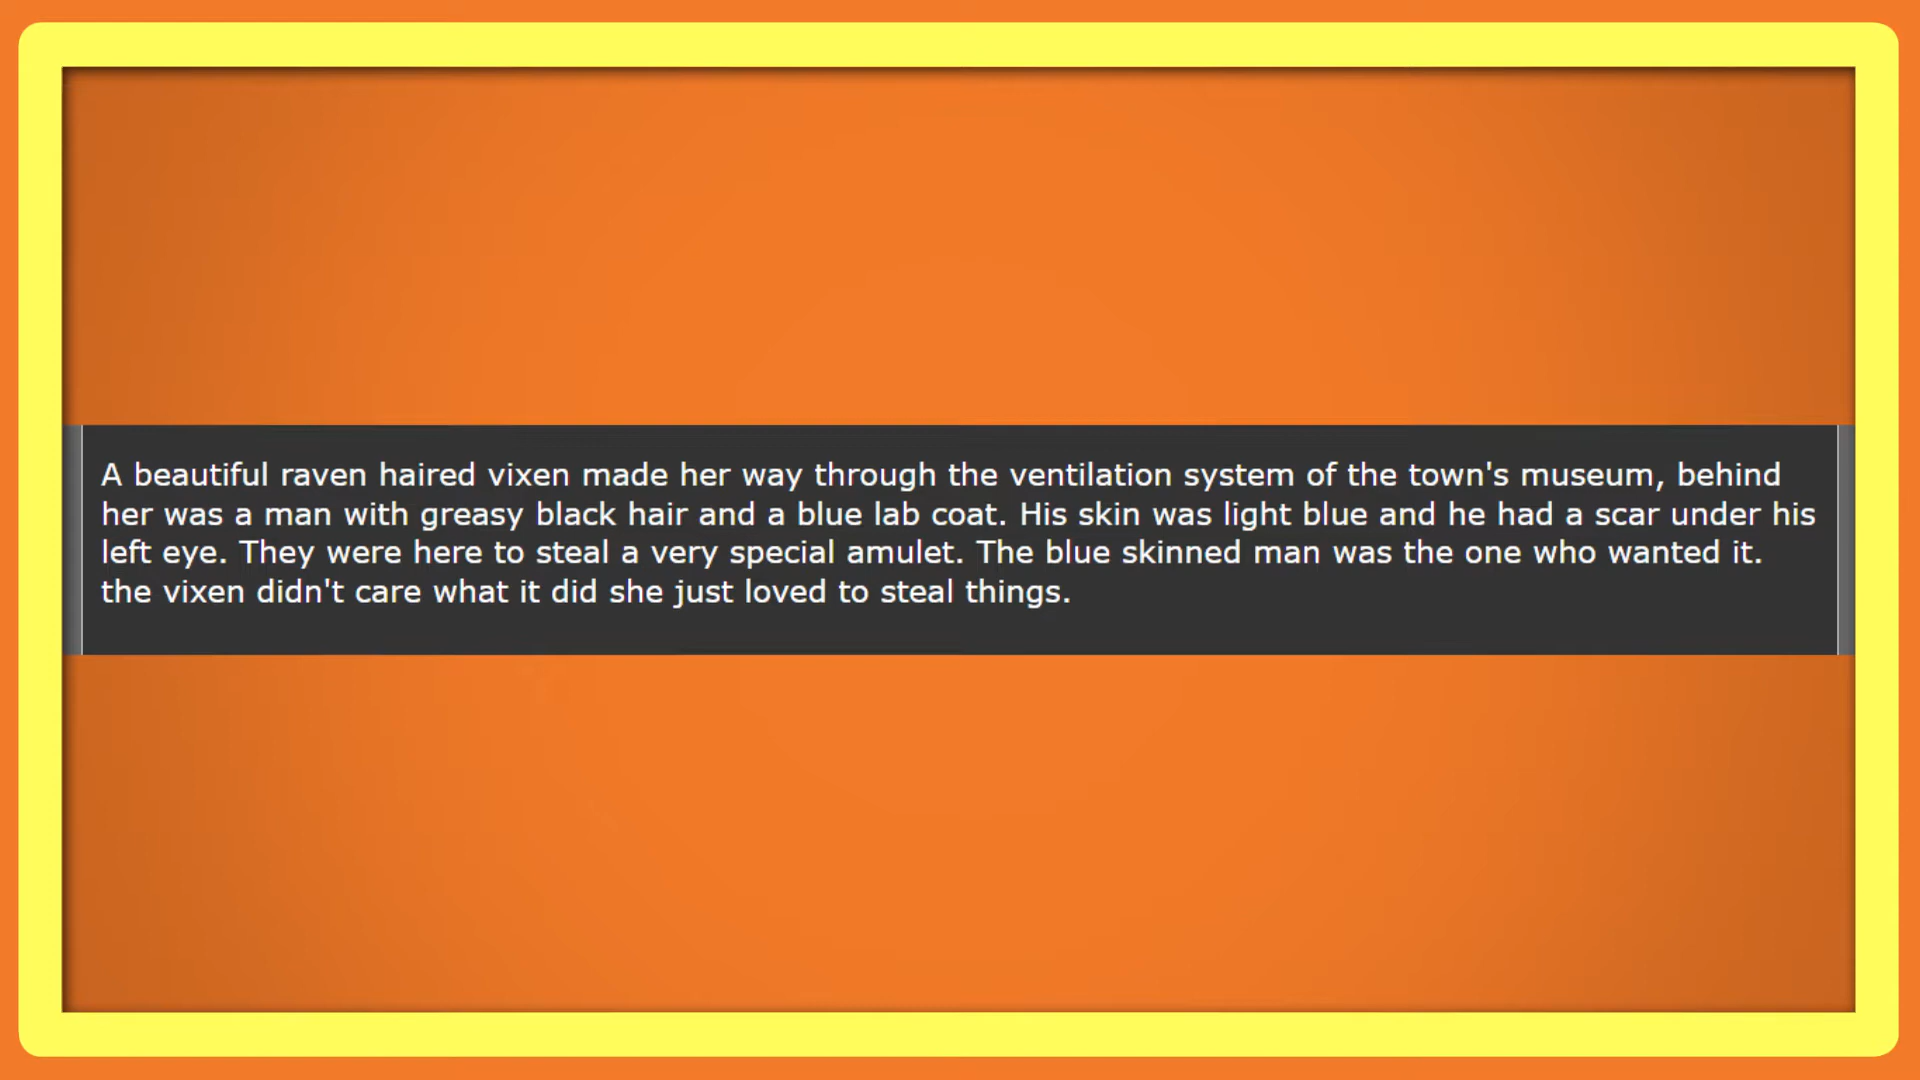 A beautiful raven haired vixen made her way through the ventilation system of the town's museum, behind
her was a man with greasy black hair and a blue lab coat. His skin was light blue and he had a scar under his
left eye. They were here to steal a very special amulet. The blue skinned man was the one who wanted it.
the vixen didn't care what it did she just loved to steal things.